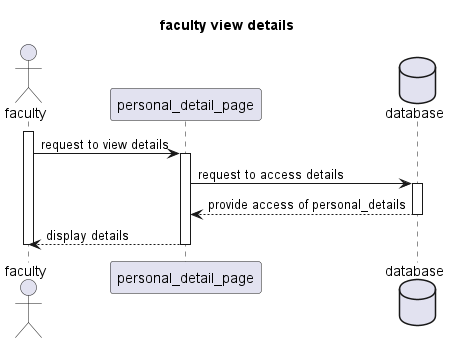 faculty view details
faculty
personal_detail_page
database
request to view details
request to access details
provide access of personal_details
display details
faculty
personal_detail_page
database